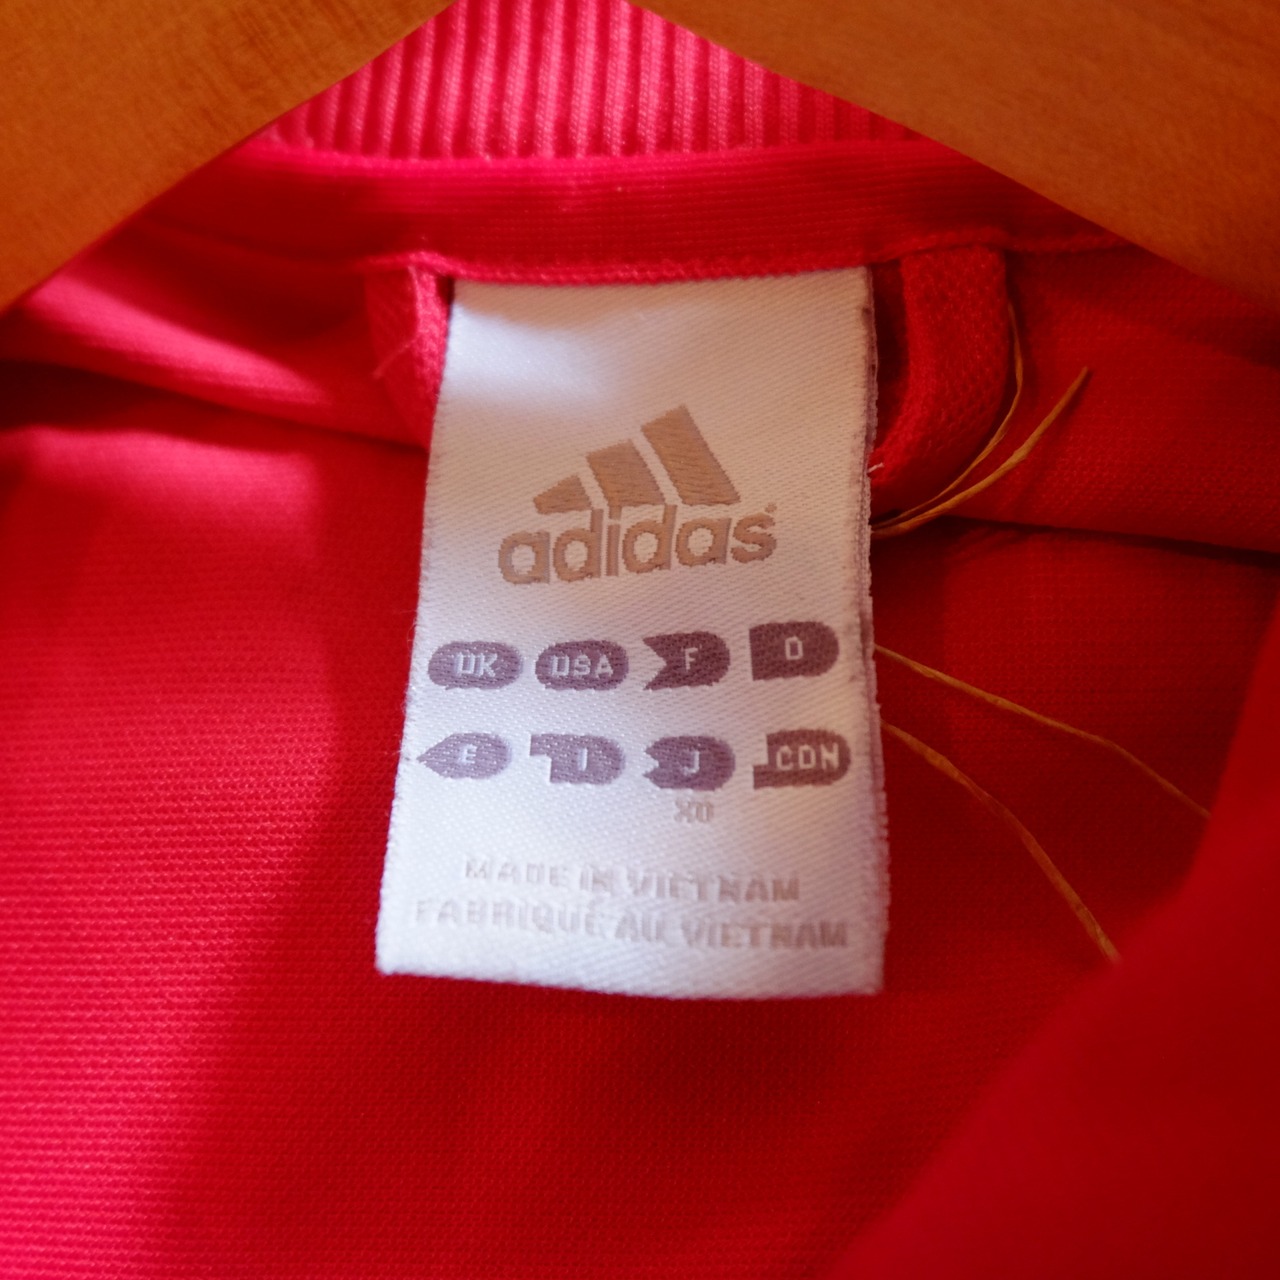 adidas
UK USA F D
E I J CDN
XO
MADE IN VIETNAM
FABRIQUÉ AU VIETNAM